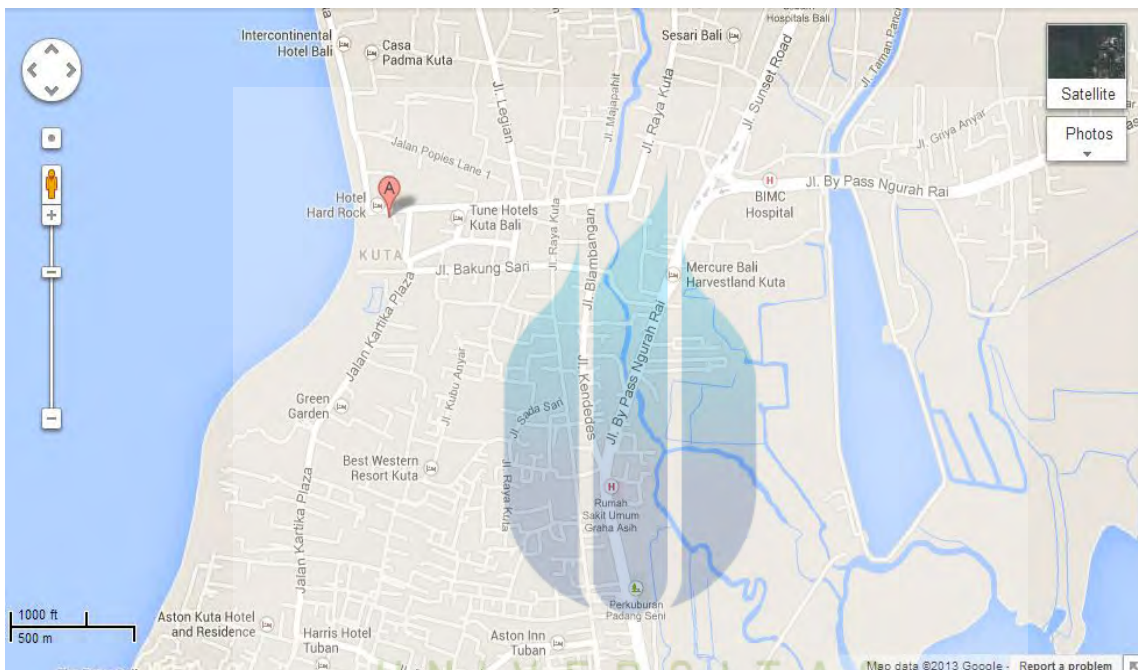 Hospitals Bali
Intercontinental
Hotel Bali
Casa
Padma Kuta
Sesari Bali
Jl. Legian
Jl. Majapahit
Jl. Raya Kuta
Jl. Sunset Road
Jl. Taman Panc
Satellite
Photos
Jl. Griya Anyar
Jalan Popies Lane 1
Hotel
Hard Rock
A
Tune Hotels
Kuta Bali
Jl. Raya Kuta
Jl. Blambangan
H
BIMC
Hospital
Jl. By Pass Ngurah Rai
KUTA
Jl. Bakung Sari
Mercure Bali
Harvestland Kuta
Jalan Kartika Plaza
Jl. Kubu Anyar
Jl. Kendedes
Jl. By Pass Ngurah Rai
Green
Garden
Jl. Sada Sari
Best Western
Resort Kuta
Jl. Raya Kuta
H
Rumah
Sakit Umum
Graha Asih
Jalan Kartika Plaza
Perkuburan
Padang Seni
1000 ft
500 m
Aston Kuta Hotel
and Residence
Harris Hotel
Tuban
Aston Inn
Tuban
Map data ©2013 Google - Report a problem